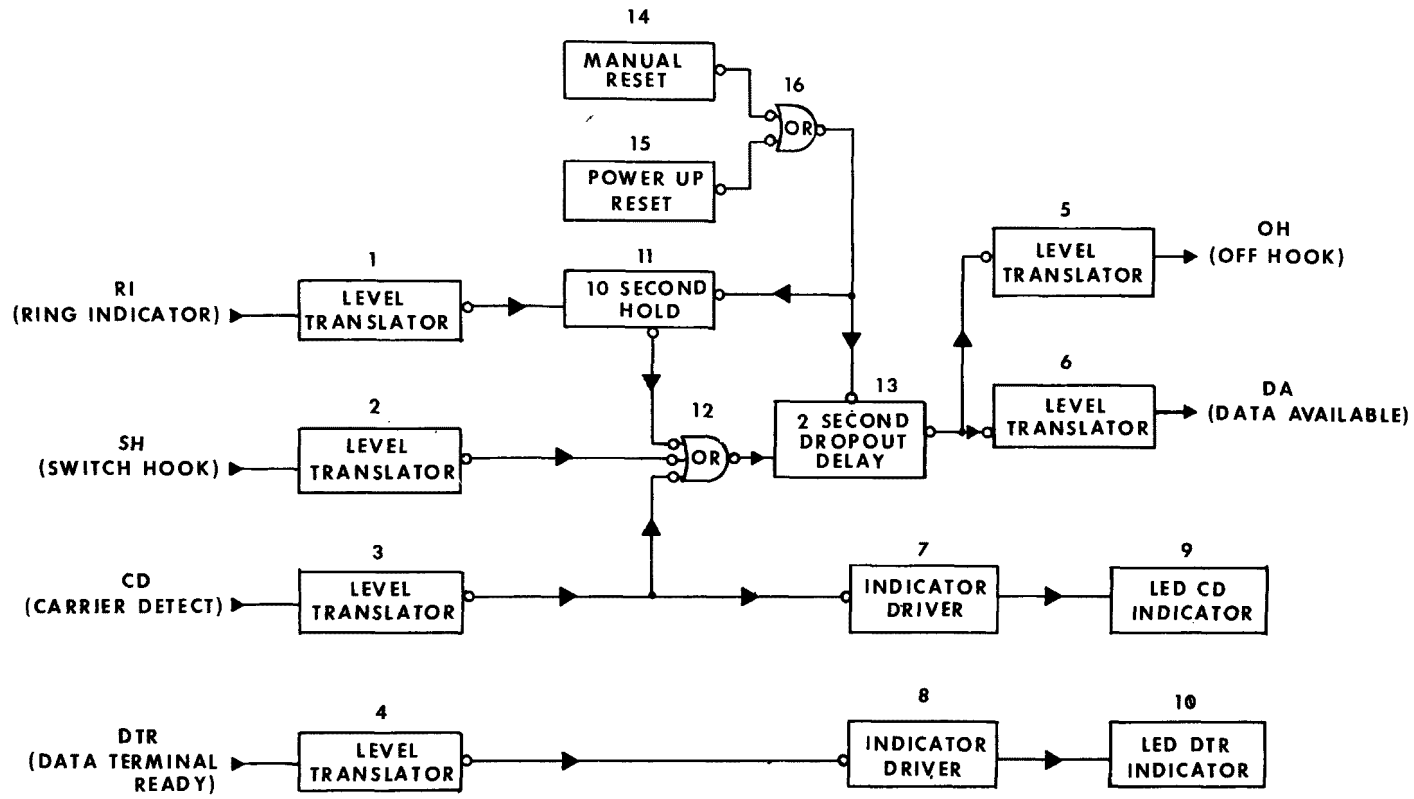 14
MANUAL
RESET
16
OR
15
POWER UP
RESET
5
LEVEL
TRANSLATOR
OH
(OFF HOOK)
11
10 SECOND
HOLD
1
LEVEL
TRANSLATOR
RI
(RING INDICATOR)
6
LEVEL
TRANSLATOR
DA
(DATA AVAILABLE)
13
2 SECOND
DROPOUT
DELAY
12
OR
2
LEVEL
TRANSLATOR
SH
(SWITCH HOOK)
3
LEVEL
TRANSLATOR
CD
(CARRIER DETECT)
7
INDICATOR
DRIVER
9
LED CD
INDICATOR
4
LEVEL
TRANSLATOR
DTR
(DATA TERMINAL
READY)
8
INDICATOR
DRIVER
10
LED DTR
INDICATOR